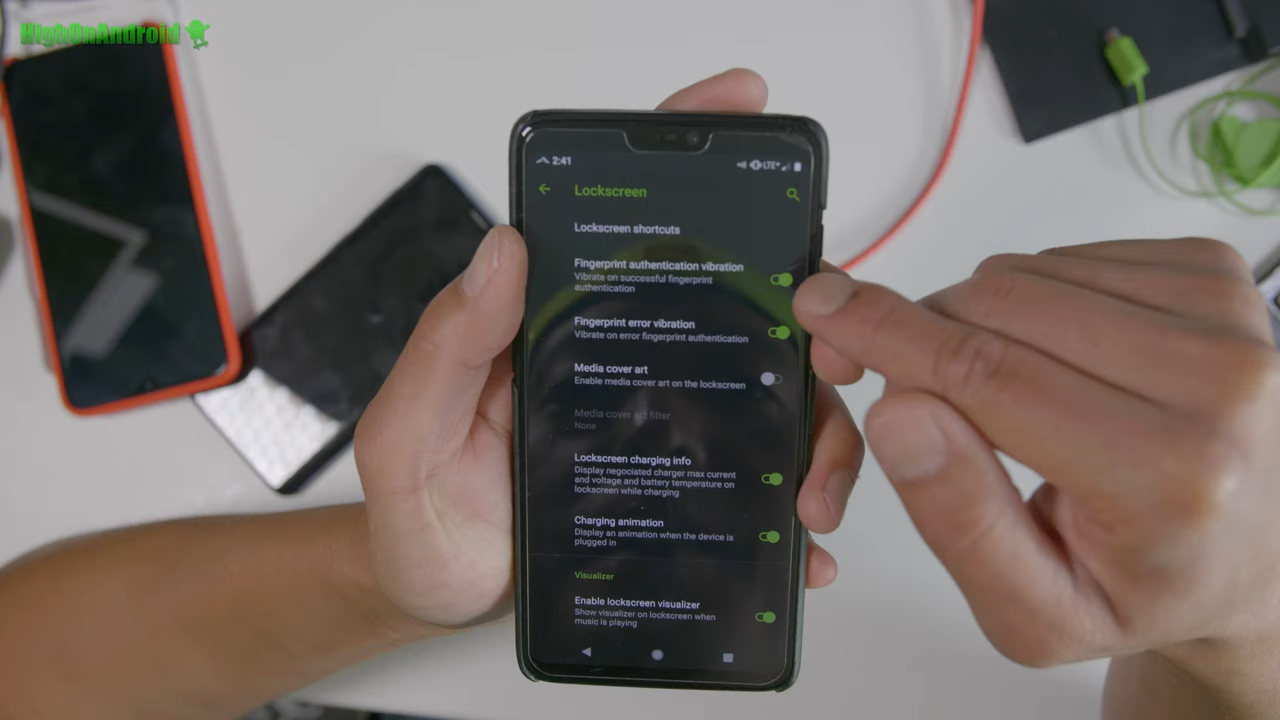 HighOnAndroid
2:41
LTE+
Lockscreen
Lockscreen shortcuts
Fingerprint authentication vibration
Vibrate on successful fingerprint
authentication
Fingerprint error vibration
Vibrate on error fingerprint authentication
Media cover art
Enable media cover art on the lockscreen
Media cover art filter
None
Lockscreen charging info
Display negociated charger max current
and voltage and battery temperature on
lockscreen while charging
Charging animation
Display an animation when the device is
plugged in
Visualizer
Enable lockscreen visualizer
Show visualizer on lockscreen when
music is playing